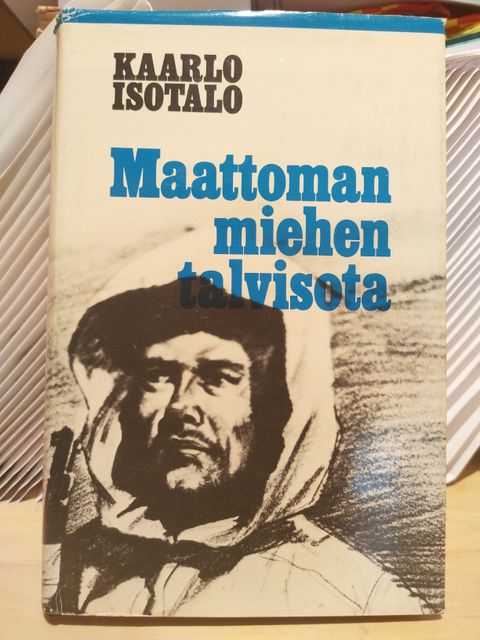 KAARLO
ISOTALO
Maattoman
miehen
talvisota